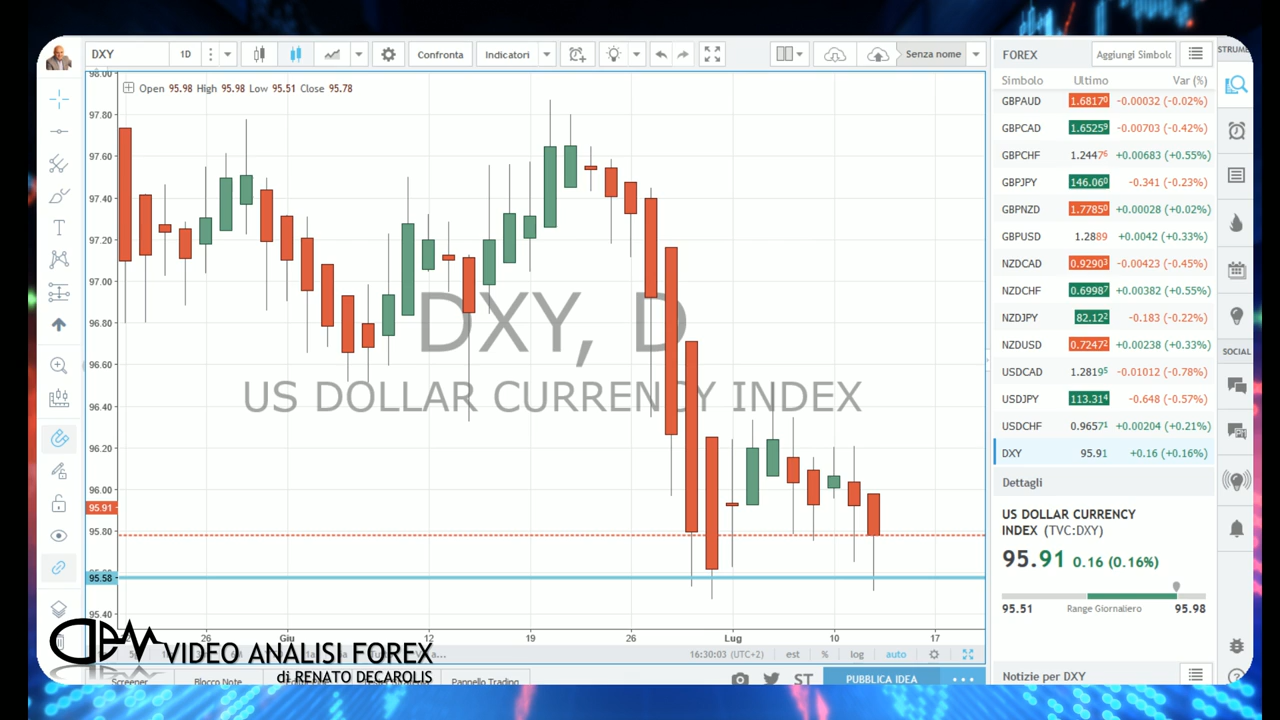 DXY 1D Confronta Indicatori Senza nome
FOREX Aggiungi Simbolc
Simbolo Ultimo Var (%)
GBPAUD 1.68170 -0.00032 (-0.02%)
GBPCAD 1.65259 -0.00703 (-0.42%)
GBPCHF 1.24476 +0.00683 (+0.55%)
GBPJPY 146.060 -0.341 (-0.23%)
GBPNZD 1.77850 +0.00028 (+0.02%)
GBPUSD 1.2889 +0.0042 (+0.33%)
NZDCAD 0.92903 -0.00423 (-0.45%)
NZDCHF 0.69987 +0.00382 (+0.55%)
NZDJPY 82.122 -0.183 (-0.22%)
NZDUSD 0.72472 +0.00238 (+0.33%)
USDCAD 1.28195 -0.01012 (-0.78%)
USDJPY 113.314 -0.648 (-0.57%)
USDCHF 0.96571 +0.00204 (+0.21%)
DXY 95.91 +0.16 (+0.16%)
Dettagli
US DOLLAR CURRENCY
INDEX (TVC:DXY)
95.91 0.16 (0.16%)
95.51 Range Giornaliero 95.98
Notizie per DXY
STRUME
SOCIAL
Open 95.98 High 95.98 Low 95.51 Close 95.78
98.00
97.80
97.60
97.40
97.20
97.00
96.80
96.60
96.40
96.20
96.00
95.91
95.80
95.58
95.40
DXY, D
US DOLLAR CURRENCY INDEX
26 Giu 12 19 26 Lug 10 17
16:30:03 (UTC+2) est % log auto
Screener Blocco Note Pannello Trading
ST PUBBLICA IDEA
VIDEO ANALISI FOREX
di RENATO DECAROLIS